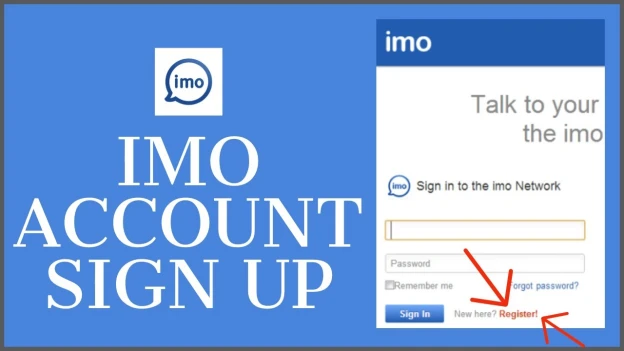 imo
IMO
ACCOUNT
SIGN UP
imo
Talk to your
the imo
imo
Sign in to the imo Network
Password
Remember me
Forgot password?
Sign In
New here? Register!